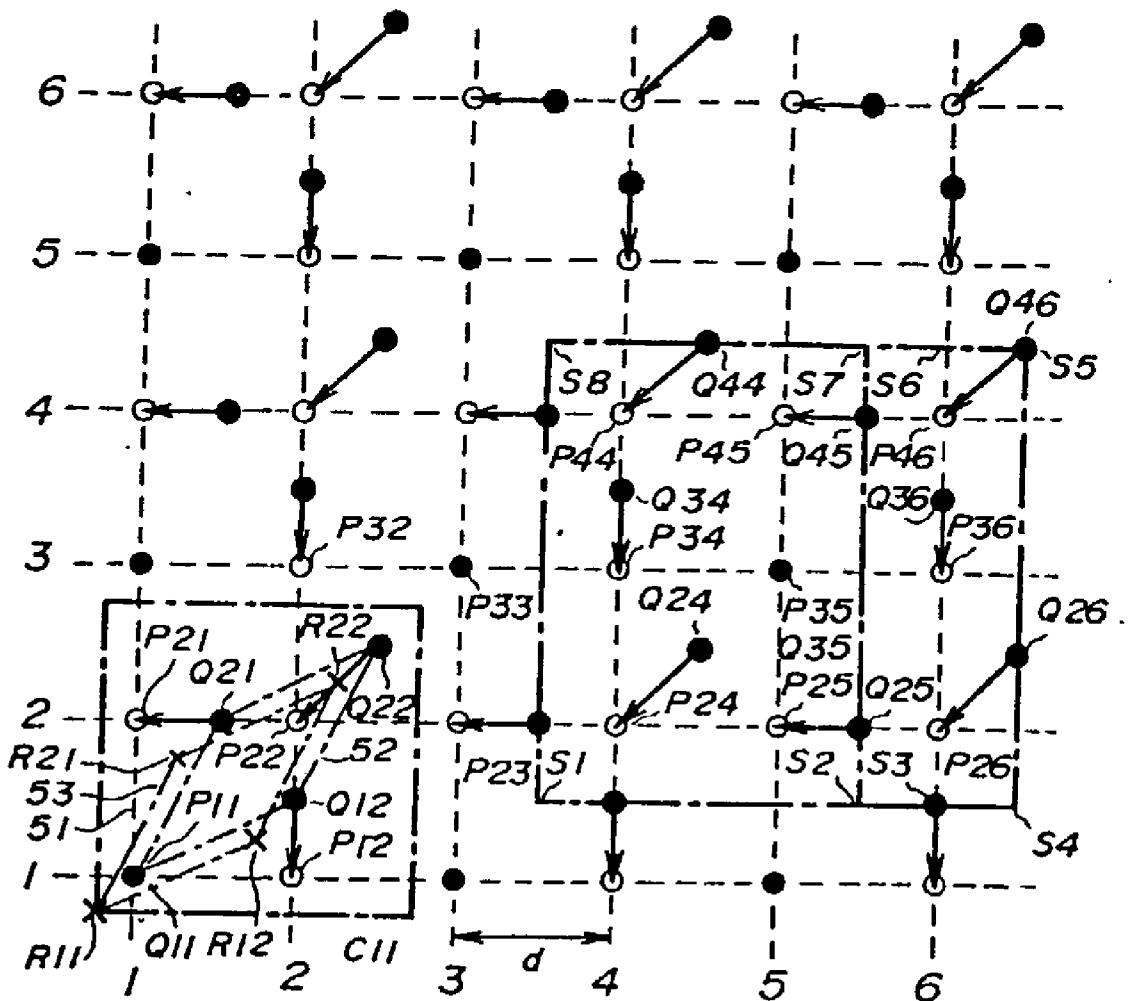 6
5
Q46
S8 Q44 S7 S6 S5
4
P44 P45 Q45 P46
Q34 Q36
P32 P34 P36
3
P33 Q24 P35 Q26
P21 R22 Q35
Q21 P25 Q25
2
Q22 P24
R21 P22 52 P23 S1 S2 S3 P26
53 P11 Q12
51
P12 S4
1
R11 Q11 R12 C11 d
1 2 3 4 5 6